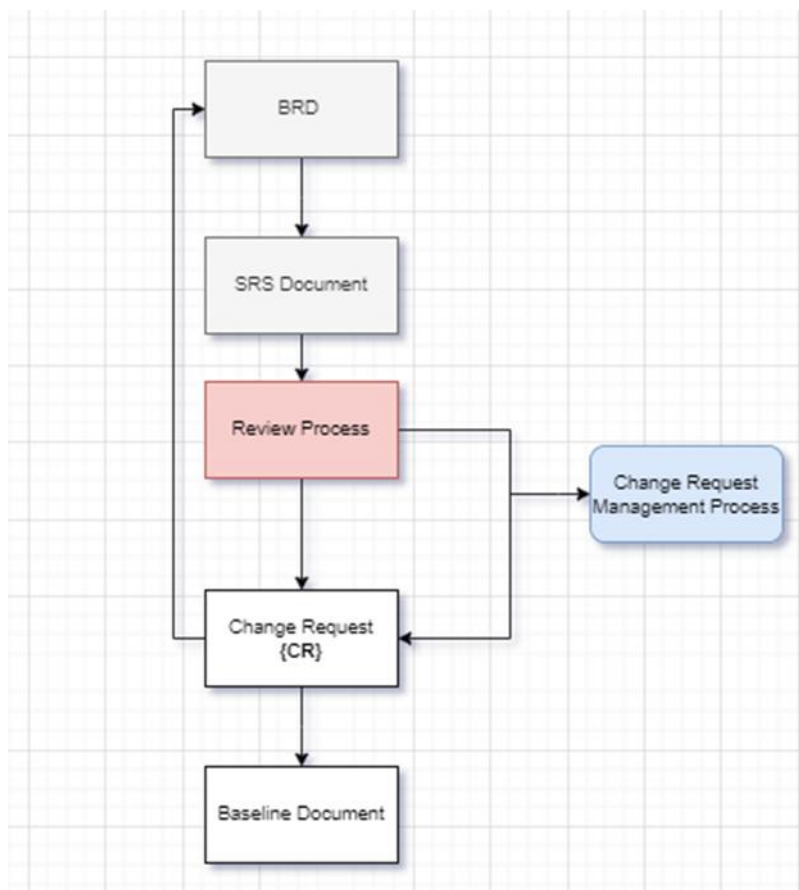 BRD
SRS Document
Review Process
Change Request
Management Process
Change Request
{CR}
Baseline Document